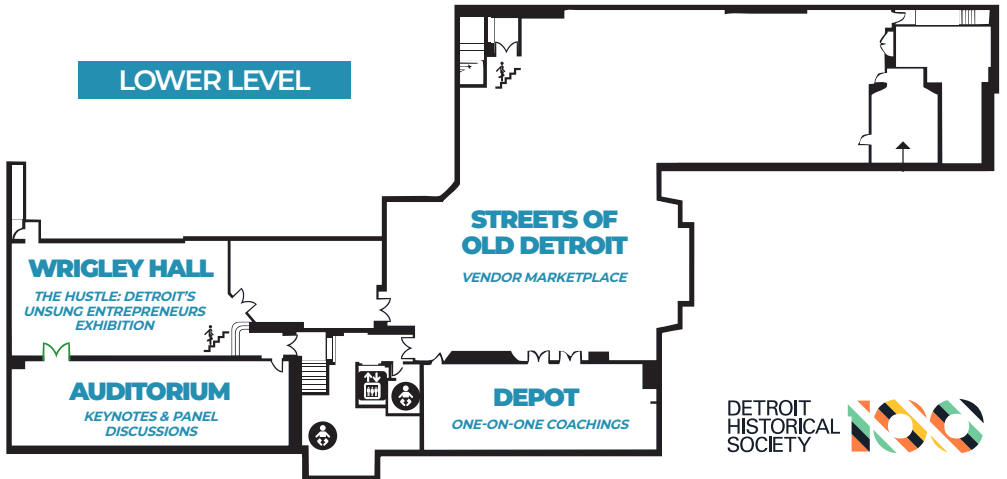 LOWER LEVEL
STREETS OF
OLD DETROIT
VENDOR MARKETPLACE
WRIGLEY HALL
THE HUSTLE: DETROIT'S
UNSUNG ENTREPRENEURS
EXHIBITION
AUDITORIUM
KEYNOTES & PANEL
DISCUSSIONS
DEPOT
ONE-ON-ONE COACHINGS
DETROIT
HISTORICAL
SOCIETY
100